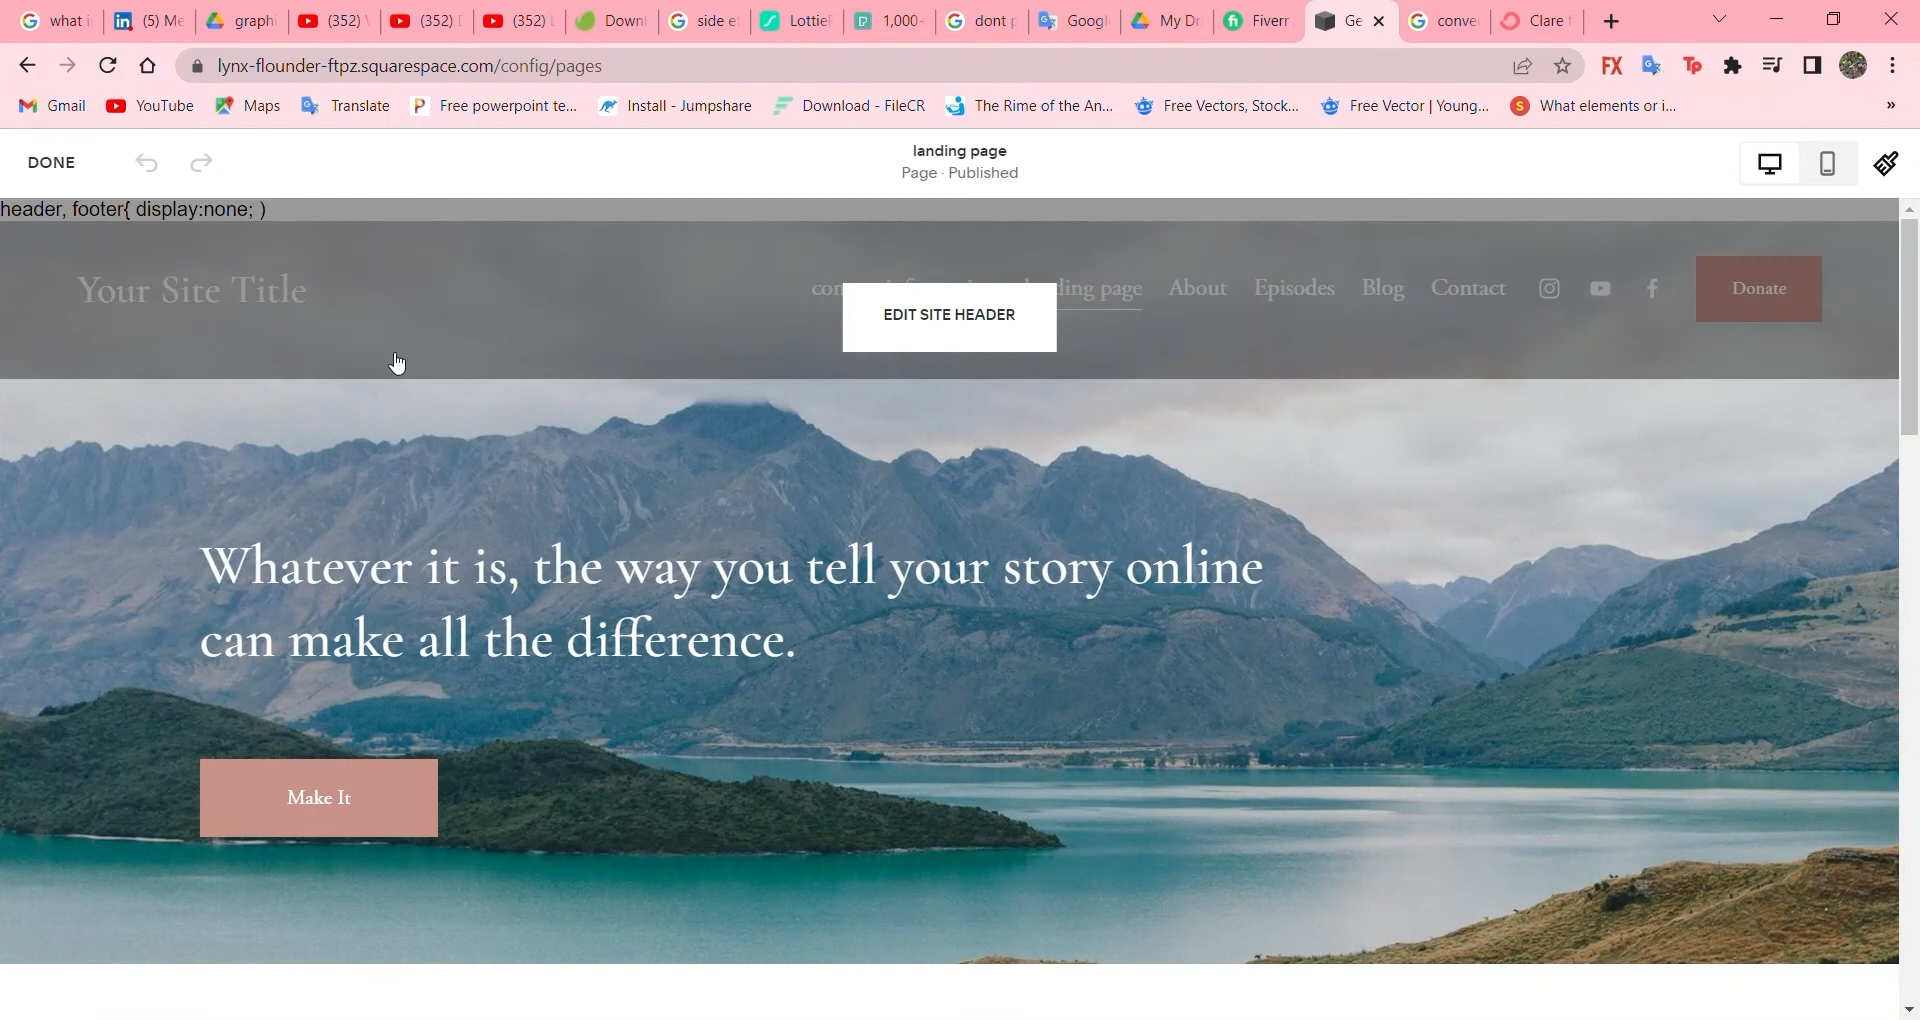 what i
(5) Me
graphi
(352) \
(352) [
(352) L
Downl
side ef
LottieF
1,000+
dont p
Googl
My Dr
Fiverr
Ge
conve
Clare f
lynx-flounder-ftpz.squarespace.com/config/pages
Gmail
YouTube
Maps
Translate
Free powerpoint te...
Install - Jumpshare
Download - FileCR
The Rime of the An...
Free Vectors, Stock...
Free Vector | Young...
What elements or i...
»
DONE
landing page
Page · Published
header, footer{ display:none; )
Your Site Title
ding page
About
Episodes
Blog
Contact
Donate
EDIT SITE HEADER
Whatever it is, the way you tell your story online
can make all the difference.
Make It